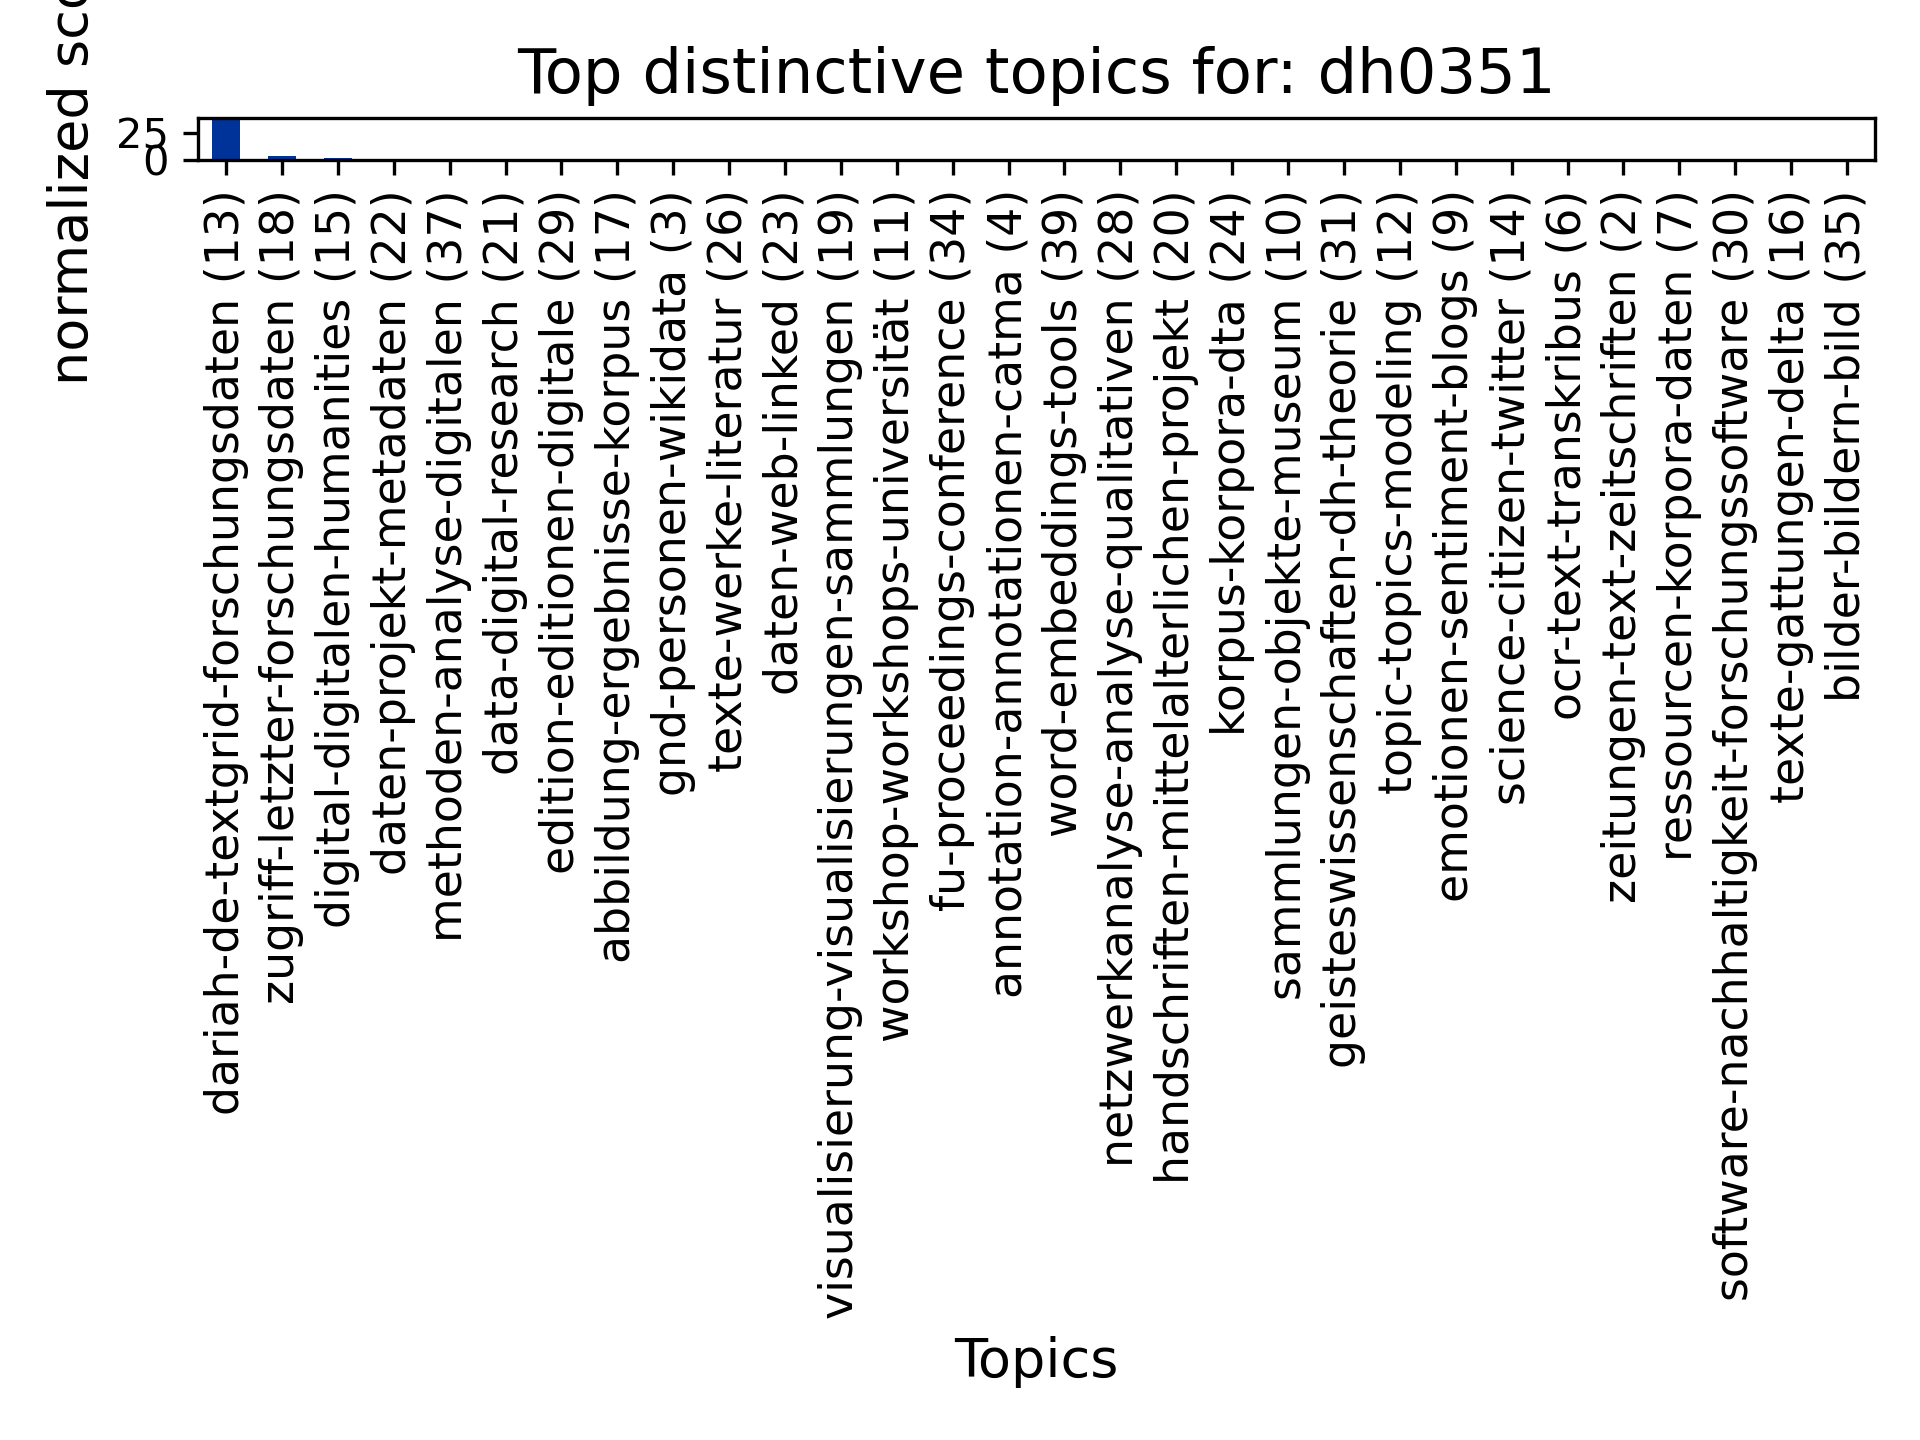 Top distinctive topics for: dh0351
normalized sco
25
0
dariah-de-textgrid-forschungsdaten (13)
zugriff-letzter-forschungsdaten (18)
digital-digitalen-humanities (15)
daten-projekt-metadaten (22)
methoden-analyse-digitalen (37)
data-digital-research (21)
edition-editionen-digitale (29)
abbildung-ergebnisse-korpus (17)
gnd-personen-wikidata (3)
texte-werke-literatur (26)
daten-web-linked (23)
visualisierung-visualisierungen-sammlungen (19)
workshop-workshops-universität (11)
fu-proceedings-conference (34)
annotation-annotationen-catma (4)
word-embeddings-tools (39)
netzwerkanalyse-analyse-qualitativen (28)
handschriften-mittelalterlichen-projekt (20)
korpus-korpora-dta (24)
sammlungen-objekte-museum (10)
geisteswissenschaften-dh-theorie (31)
topic-topics-modeling (12)
emotionen-sentiment-blogs (9)
science-citizen-twitter (14)
ocr-text-transkribus (6)
zeitungen-text-zeitschriften (2)
ressourcen-korpora-daten (7)
software-nachhaltigkeit-forschungssoftware (30)
texte-gattungen-delta (16)
bilder-bildern-bild (35)
Topics